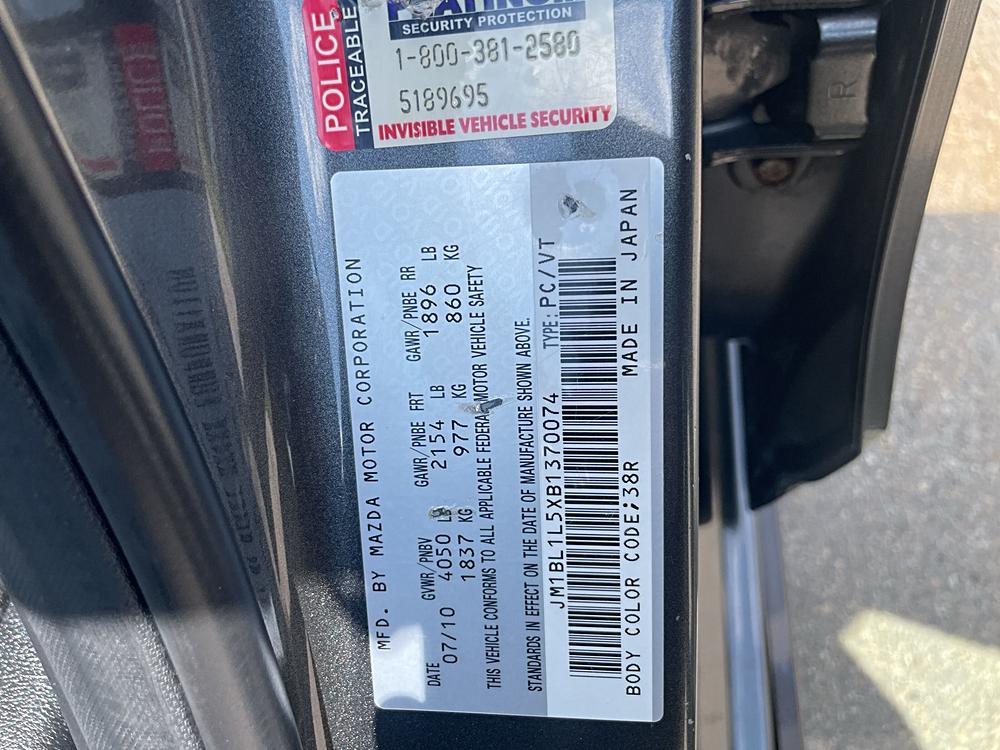 POLICE
TRACEABLE
SECURITY PROTECTION
1-800-381-2580
5189695
INVISIBLE VEHICLE SECURITY
MFD. BY MAZDA MOTOR CORPORATION
DATE GVWR/PNBV GAWR/PNBE FRT GAWR/PNBE RR
07/10 4050 LB 2154 LB 1896 LB
1837 KG 977 KG 860 KG
THIS VEHICLE CONFORMS TO ALL APPLICABLE FEDERAL MOTOR VEHICLE SAFETY
STANDARDS IN EFFECT ON THE DATE OF MANUFACTURE SHOWN ABOVE.
JM1BL1L5XB1370074 TYPE: PC/VT
BODY COLOR CODE;38R MADE IN JAPAN
R